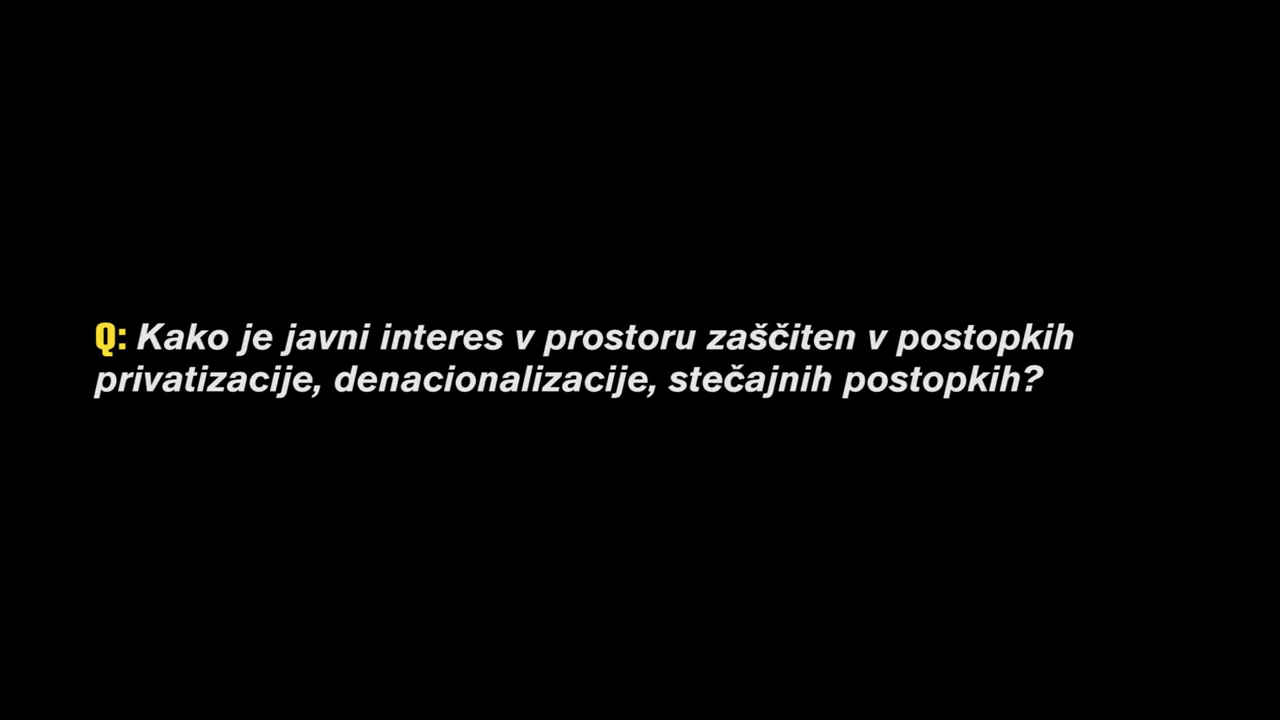 Q: Kako je javni interes v prostoru zaščiten v postopkih
privatizacije, denacionalizacije, stečajnih postopkih?